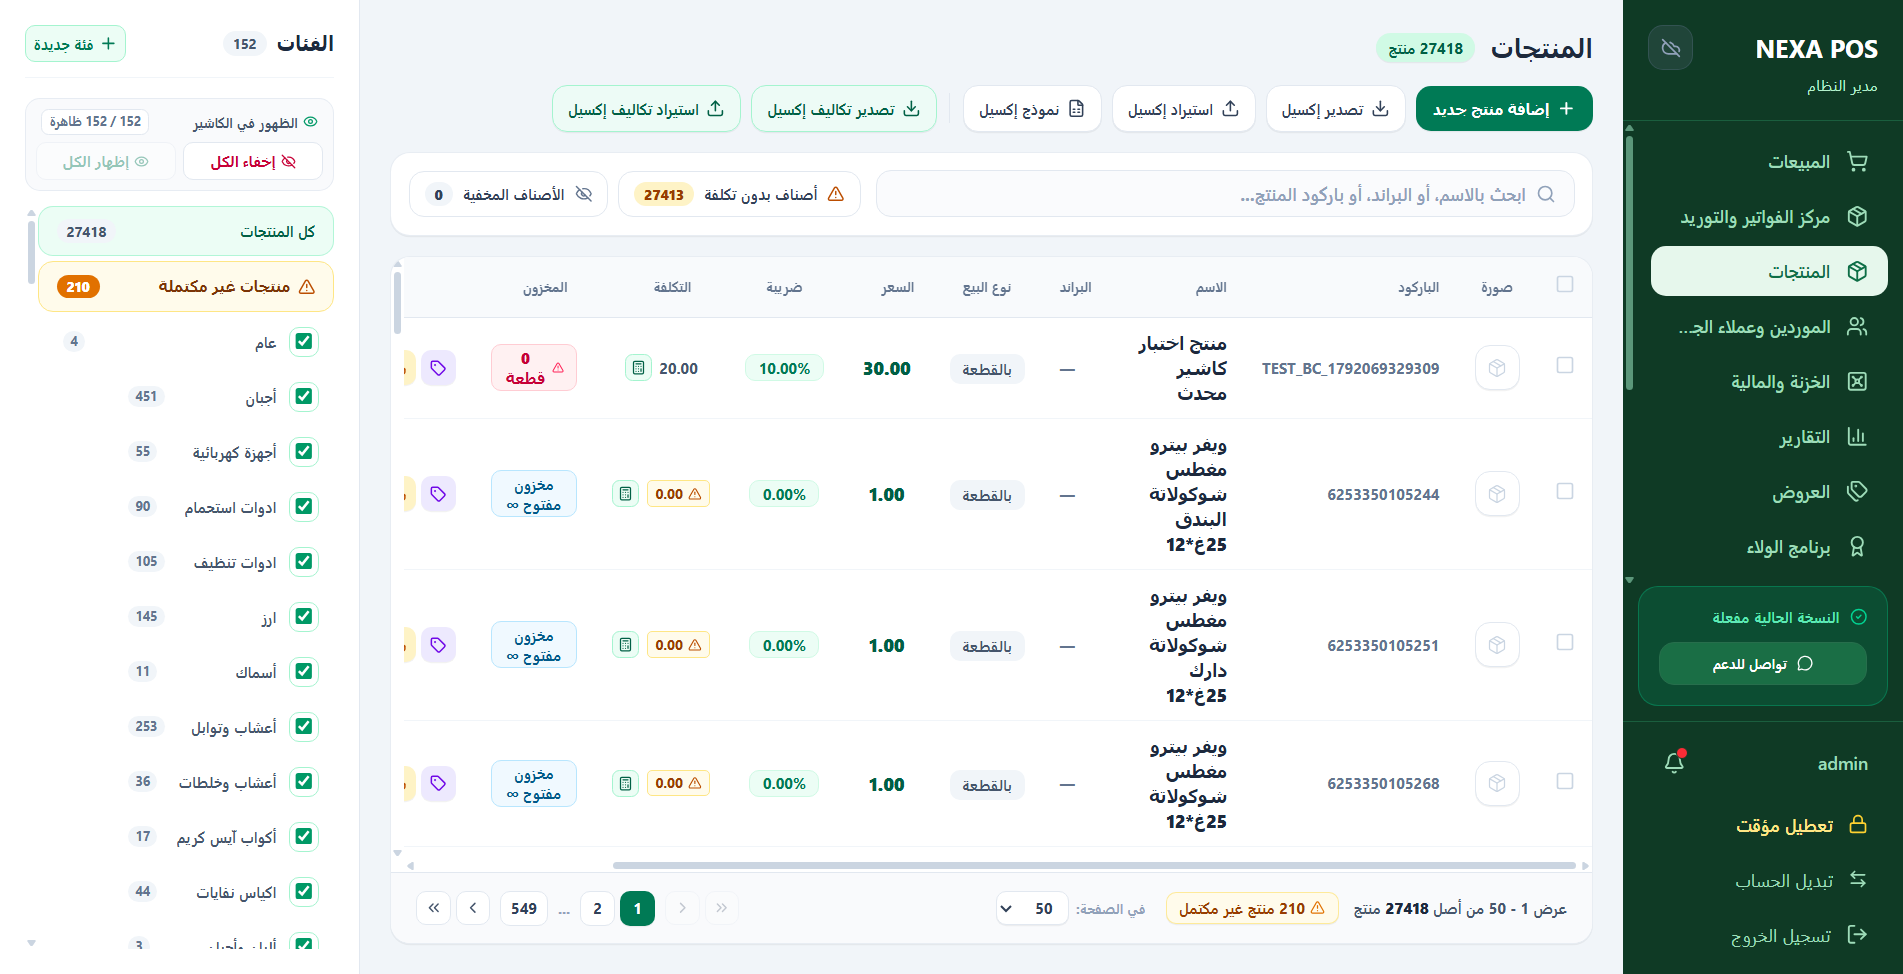 NEXA POS
مدير النظام
المبيعات
مركز الفواتير والتوريد
المنتجات
الموردين وعملاء الجـ...
الخزنة والمالية
التقارير
العروض
برنامج الولاء
النسخة الحالية مفعلة
تواصل للدعم
admin
تعطيل مؤقت
تبديل الحساب
تسجيل الخروج
المنتجات 27418 منتج
إضافة منتج جديد
تصدير إكسيل
استيراد إكسيل
نموذج إكسيل
تصدير تكاليف إكسيل
استيراد تكاليف إكسيل
ابحث بالاسم، أو البراند، أو باركود المنتج...
أصناف بدون تكلفة 27413
الأصناف المخفية 0
صورة الباركود الاسم البراند نوع البيع السعر ضريبة التكلفة المخزون
TEST_BC_1792069329309
منتج اختبار
كاشير
محدث
—
بالقطعة
30.00
10.00%
20.00
0
قطعة
6253350105244
ويفر بيترو
مغطس
شوكولاتة
البندق
25غ*12
—
بالقطعة
1.00
0.00%
0.00
مخزون
مفتوح ∞
6253350105251
ويفر بيترو
مغطس
شوكولاتة
دارك
25غ*12
—
بالقطعة
1.00
0.00%
0.00
مخزون
مفتوح ∞
6253350105268
ويفر بيترو
مغطس
شوكولاتة
25غ*12
—
بالقطعة
1.00
0.00%
0.00
مخزون
مفتوح ∞
عرض 1 - 50 من أصل 27418 منتج
210 منتج غير مكتمل
في الصفحة: 50
1 2 ... 549
الفئات 152
فئة جديدة
الظهور في الكاشير
152 / 152 ظاهرة
إخفاء الكل
إظهار الكل
كل المنتجات 27418
منتجات غير مكتملة 210
عام 4
أجبان 451
أجهزة كهربائية 55
ادوات استحمام 90
ادوات تنظيف 105
ارز 145
أسماك 11
أعشاب وتوابل 253
أعشاب وخلطات 36
أكواب آيس كريم 17
اكياس نفايات 44
3